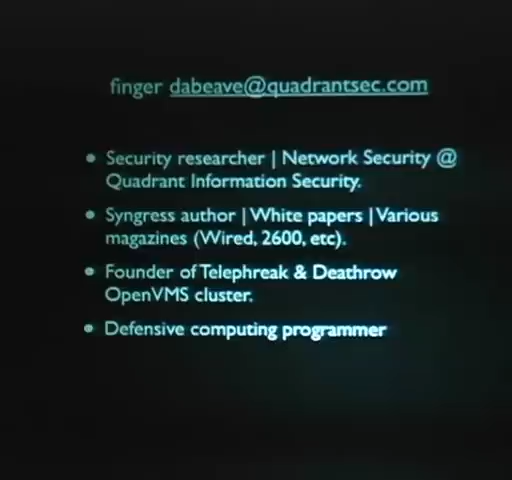 finger dabeave@quadrantsec.com
• Security researcher | Network Security @
Quadrant Information Security.
• Syngress author | White papers | Various
magazines (Wired, 2600, etc).
• Founder of Telephreak & Deathrow
OpenVMS cluster.
• Defensive computing programmer